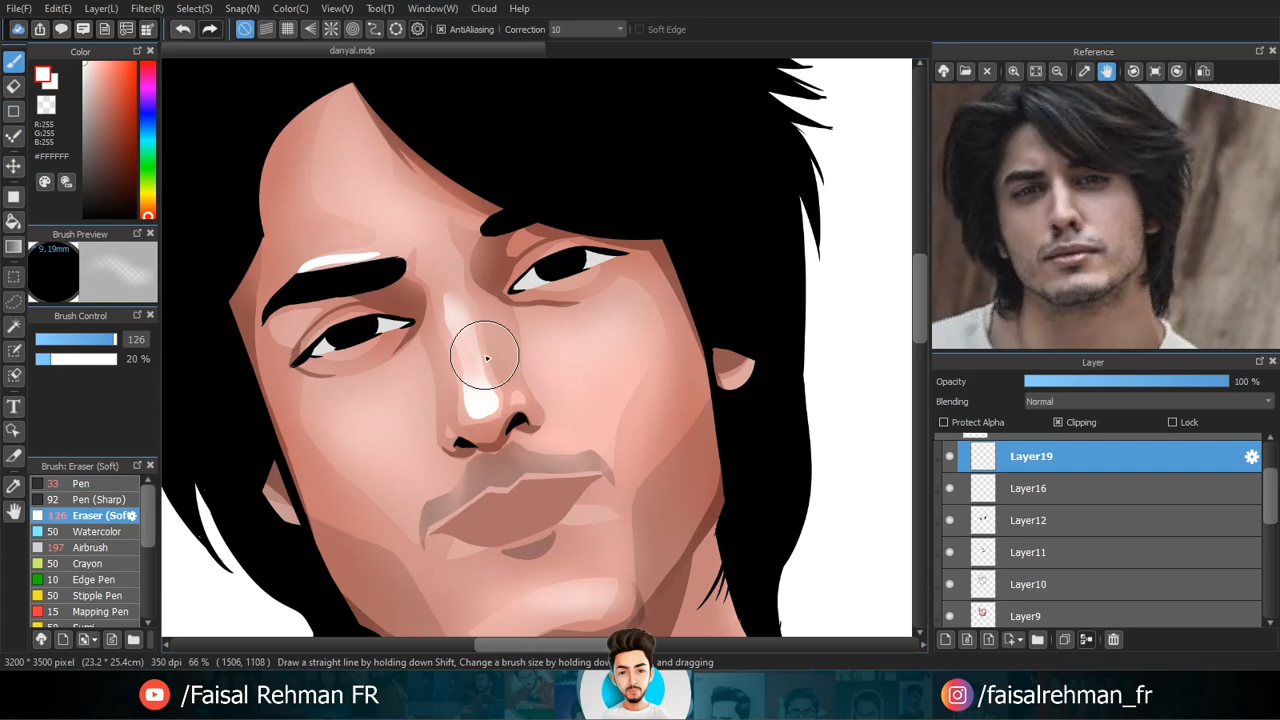 File(F) Edit(E) Layer(L) Filter(R) Select(S) Snap(N) Color(C) View(V) Tool(T) Window(W) Cloud Help
AntiAliasing Correction 10 Soft Edge
danyal.mdp
Color
R:255
G:255
B:255
#FFFFFF
Brush Preview
9.19mm
Brush Control
126
20 %
Brush: Eraser (Soft)
33 Pen
92 Pen (Sharp)
126 Eraser (Soft
50 Watercolor
197 Airbrush
50 Crayon
10 Edge Pen
50 Stipple Pen
15 Mapping Pen
50 Sumi
Reference
Layer
Opacity 100 %
Blending Normal
Protect Alpha Clipping Lock
Layer19
Layer16
Layer12
Layer11
Layer10
Layer9
3200 * 3500 pixel (23.2 * 25.4cm) 350 dpi 66 % ( 1506, 1108 ) Draw a straight line by holding down Shift, Change a brush size by holding dow and dragging
/Faisal Rehman FR
/faisalrehman_fr